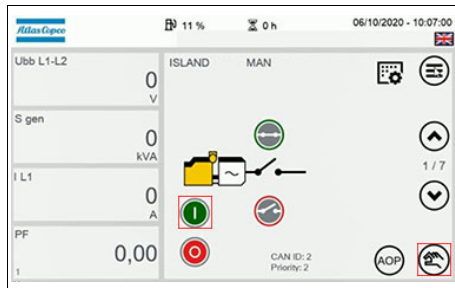 Atlas Copco
11 %
0 h
06/10/2020 - 10:07:00
Ubb L1-L2
0
V
S gen
0
kVA
I L1
0
A
PF
0,00
1
ISLAND MAN
1 / 7
CAN ID: 2
Priority: 2
AOP